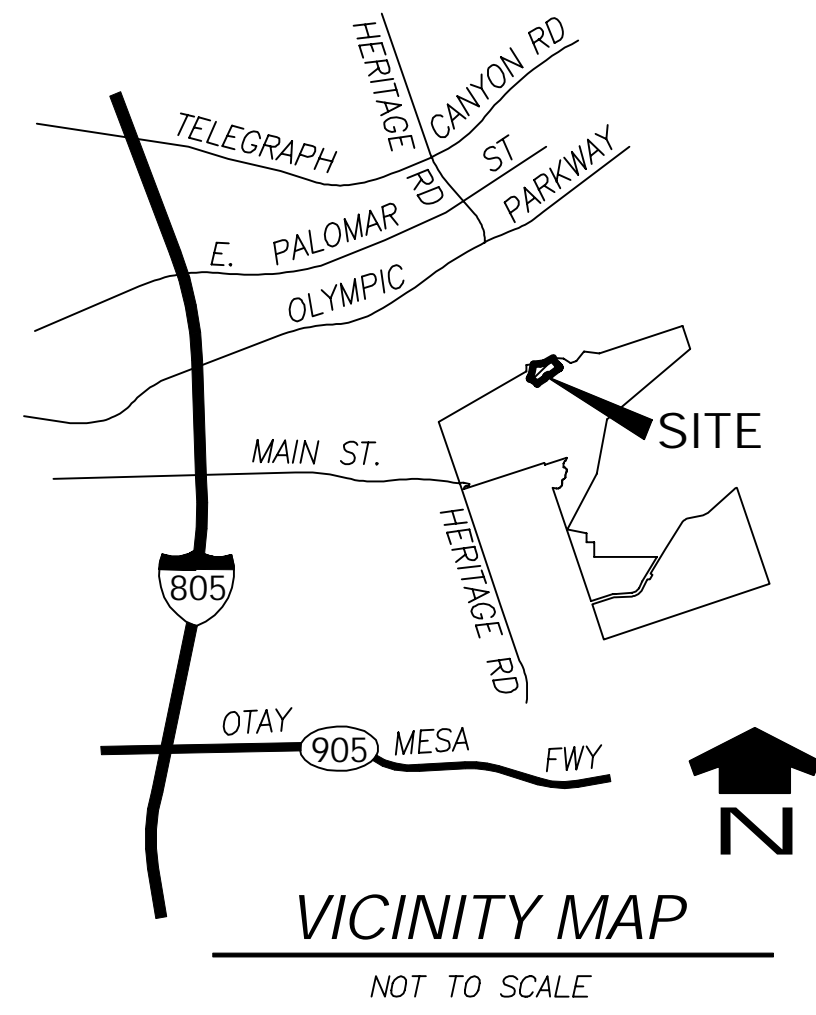 HERITAGE RD
CANYON RD
TELEGRAPH
ST
PARKWAY
E. PALOMAR
OLYMPIC
SITE
MAIN ST.
HERITAGE RD
805
OTAY
905
MESA
FWY
N
VICINITY MAP
NOT TO SCALE